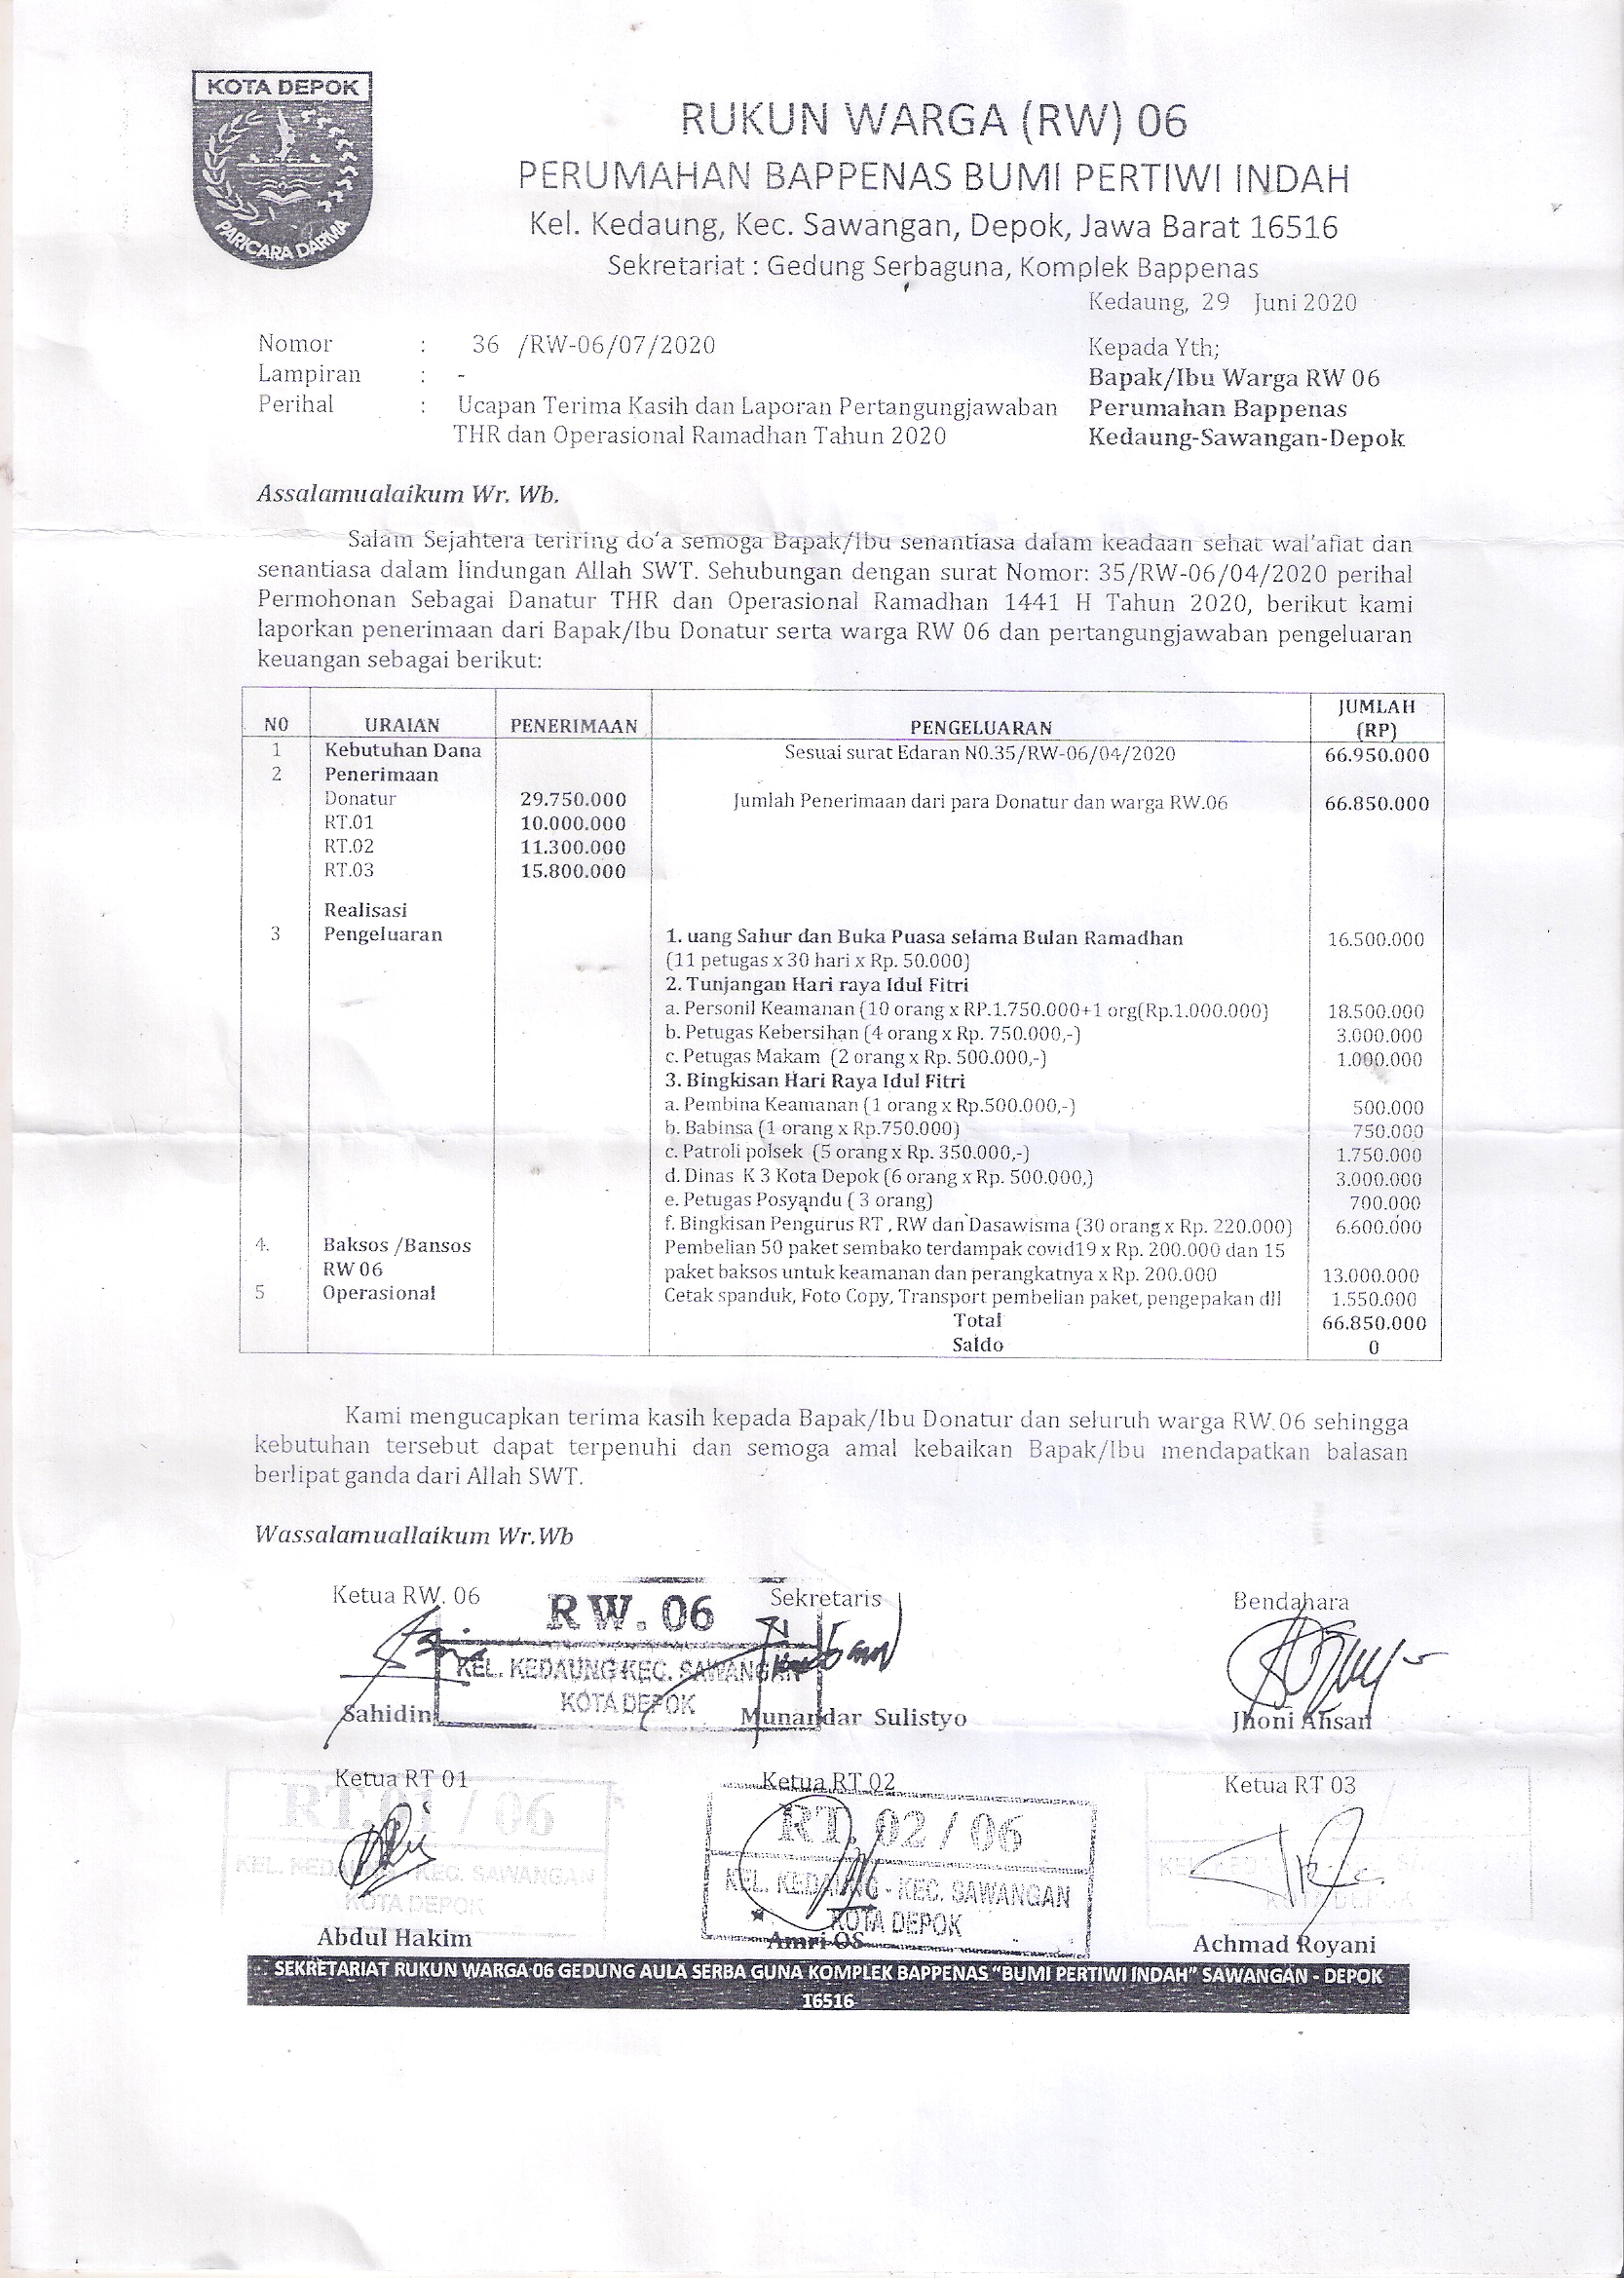 KOTA DEPOK
PARICARA DARMA
RUKUN WARGA (RW) 06
PERUMAHAN BAPPENAS BUMI PERTIWI INDAH
Kel. Kedaung, Kec. Sawangan, Depok, Jawa Barat 16516
Sekretariat : Gedung Serbaguna, Komplek Bappenas
Kedaung, 29 Juni 2020
Nomor : 36 /RW-06/07/2020
Lampiran : -
Perihal : Ucapan Terima Kasih dan Laporan Pertangungjawaban
THR dan Operasional Ramadhan Tahun 2020
Kepada Yth;
Bapak/Ibu Warga RW 06
Perumahan Bappenas
Kedaung-Sawangan-Depok
Assalamualaikum Wr. Wb.
Salam Sejahtera teriring do'a semoga Bapak/Ibu senantiasa dalam keadaan sehat wal'afiat dan
senantiasa dalam lindungan Allah SWT. Sehubungan dengan surat Nomor: 35/RW-06/04/2020 perihal
Permohonan Sebagai Danatur THR dan Operasional Ramadhan 1441 H Tahun 2020, berikut kami
laporkan penerimaan dari Bapak/Ibu Donatur serta warga RW 06 dan pertangungjawaban pengeluaran
keuangan sebagai berikut:
N0 URAIAN PENERIMAAN PENGELUARAN JUMLAH (RP)
1 Kebutuhan Dana Sesuai surat Edaran N0.35/RW-06/04/2020 66.950.000
2 Penerimaan
Donatur 29.750.000 Jumlah Penerimaan dari para Donatur dan warga RW.06 66.850.000
RT.01 10.000.000
RT.02 11.300.000
RT.03 15.800.000
Realisasi
3 Pengeluaran 1. uang Sahur dan Buka Puasa selama Bulan Ramadhan 16.500.000
(11 petugas x 30 hari x Rp. 50.000)
2. Tunjangan Hari raya Idul Fitri
a. Personil Keamanan (10 orang x RP.1.750.000+1 org(Rp.1.000.000) 18.500.000
b. Petugas Kebersihan (4 orang x Rp. 750.000,-) 3.000.000
c. Petugas Makam (2 orang x Rp. 500.000,-) 1.000.000
3. Bingkisan Hari Raya Idul Fitri
a. Pembina Keamanan (1 orang x Rp.500.000,-) 500.000
b. Babinsa (1 orang x Rp.750.000) 750.000
c. Patroli polsek (5 orang x Rp. 350.000,-) 1.750.000
d. Dinas K 3 Kota Depok (6 orang x Rp. 500.000,) 3.000.000
e. Petugas Posyandu ( 3 orang) 700.000
f. Bingkisan Pengurus RT , RW dan Dasawisma (30 orang x Rp. 220.000) 6.600.000
4. Baksos /Bansos Pembelian 50 paket sembako terdampak covid19 x Rp. 200.000 dan 15
RW 06 paket baksos untuk keamanan dan perangkatnya x Rp. 200.000 13.000.000
5 Operasional Cetak spanduk, Foto Copy, Transport pembelian paket, pengepakan dll 1.550.000
Total 66.850.000
Saldo 0
Kami mengucapkan terima kasih kepada Bapak/Ibu Donatur dan seluruh warga RW.06 sehingga
kebutuhan tersebut dapat terpenuhi dan semoga amal kebaikan Bapak/Ibu mendapatkan balasan
berlipat ganda dari Allah SWT.
Wassalamuallaikum Wr.Wb
Ketua RW. 06 Sekretaris Bendahara
RW. 06
KEL. KEDAUNG KEC. SAWANGAN
KOTA DEPOK
Sahidin Munandar Sulistyo Jhoni Ahsan
Ketua RT 01 Ketua RT 02 Ketua RT 03
RT.01 / 06
KEL. KEDAUNG - KEC. SAWANGAN
KOTA DEPOK
RT. 02 / 06
KEL. KEDAUNG - KEC. SAWANGAN
KOTA DEPOK
Abdul Hakim Amri OS Achmad Royani
SEKRETARIAT RUKUN WARGA 06 GEDUNG AULA SERBA GUNA KOMPLEK BAPPENAS "BUMI PERTIWI INDAH" SAWANGAN - DEPOK
16516